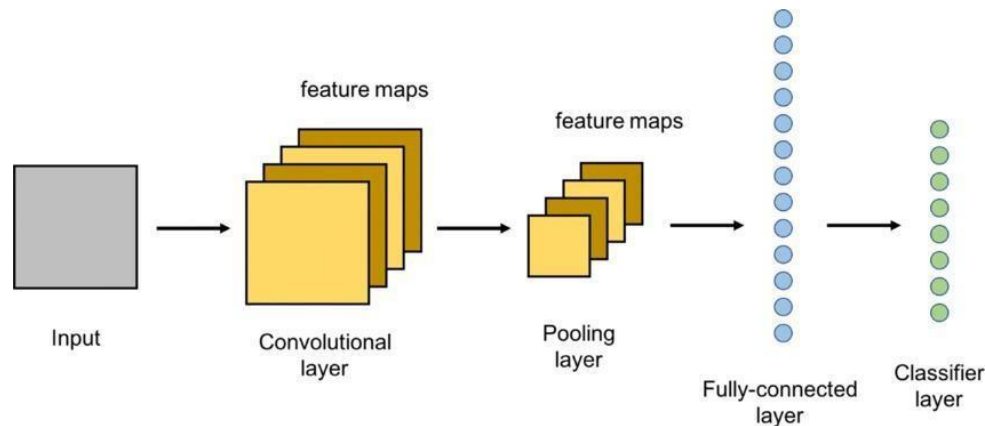 feature maps
feature maps
Input
Convolutional
layer
Pooling
layer
Fully-connected
layer
Classifier
layer